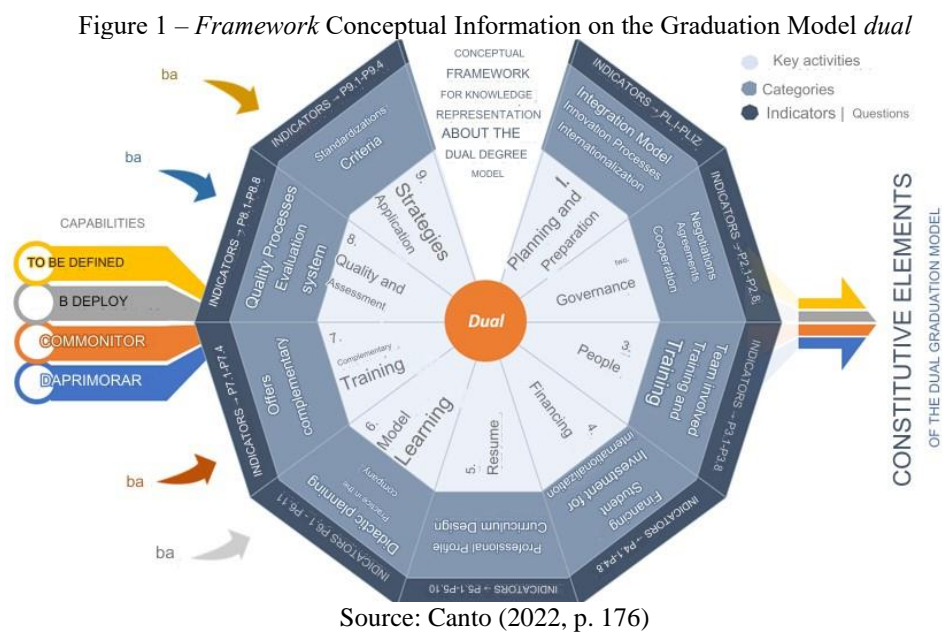 Figure 1 – Framework Conceptual Information on the Graduation Model dual
CONCEPTUAL
FRAMEWORK
FOR KNOWLEDGE
REPRESENTATION
ABOUT THE
DUAL DEGREE
MODEL
Key activities
Categories
Indicators | Questions
ba
ba
ba
ba
CAPABILITIES
TO BE DEFINED
B DEPLOY
COMMONITOR
DAPRIMORAR
INDICATORS → PL.I-PLIZ
Integration Model
Innovation Processes
Internationalization
1.
Planning and
Preparation
INDICATORS → P2.1-P2.8
Negotiations
Agreements
Cooperation
two.
Governance
INDICATORS → P3.1-P3.8
Team involved
Training and
Training
3.
People
INDICATORS → P4.1-P4.8
Financing
Student
Investment for
internationalization
4.
Financing
INDICATORS → P5.1-P5.10
Professional Profile
Curriculum Design
5.
Resume
INDICATORS P6.1 - P6.11
Didactic planning
Practice in the
company
6.
Model
Learning
INDICATORS → P7.1-P7.4
Offers
complementary
7.
Complementary
Training
INDICATORS → P8.1-P8.8
Quality Processes
Evaluation
system
8.
Quality and
Assessment
INDICATORS → P9.1-P9.4
Standardizations
Criteria
9.
Strategies
Application
Dual
CONSTITUTIVE ELEMENTS
OF THE DUAL GRADUATION MODEL
Source: Canto (2022, p. 176)